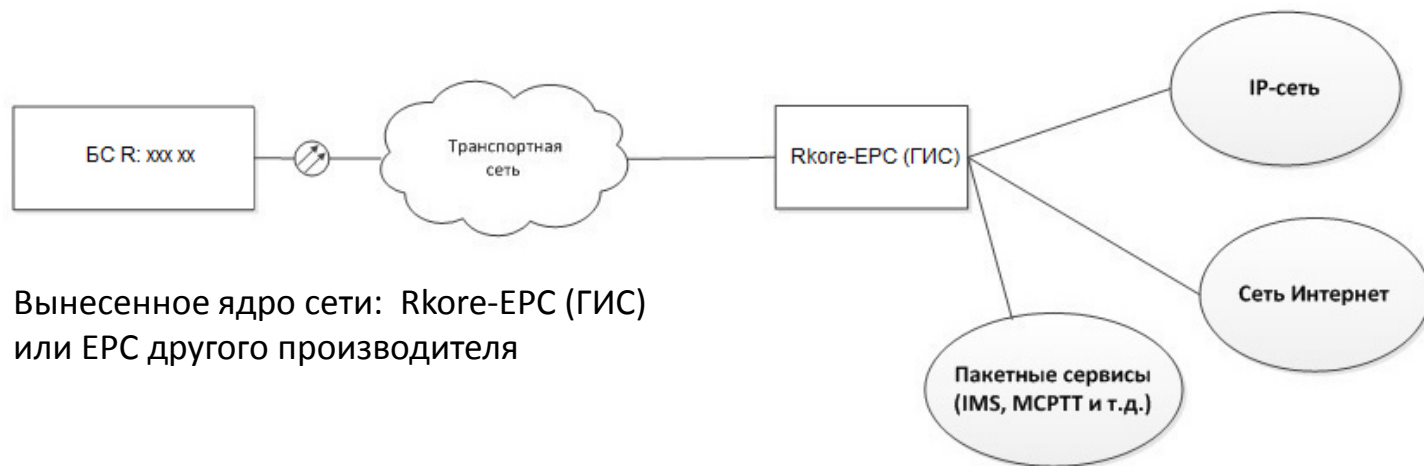 IP-сеть
БС R: xxx xx
Транспортная
сеть
Rkore-EPC (ГИС)
Сеть Интернет
Вынесенное ядро сети: Rkore-EPC (ГИС)
или EPC другого производителя
Пакетные сервисы
(IMS, MCPTT и т.д.)